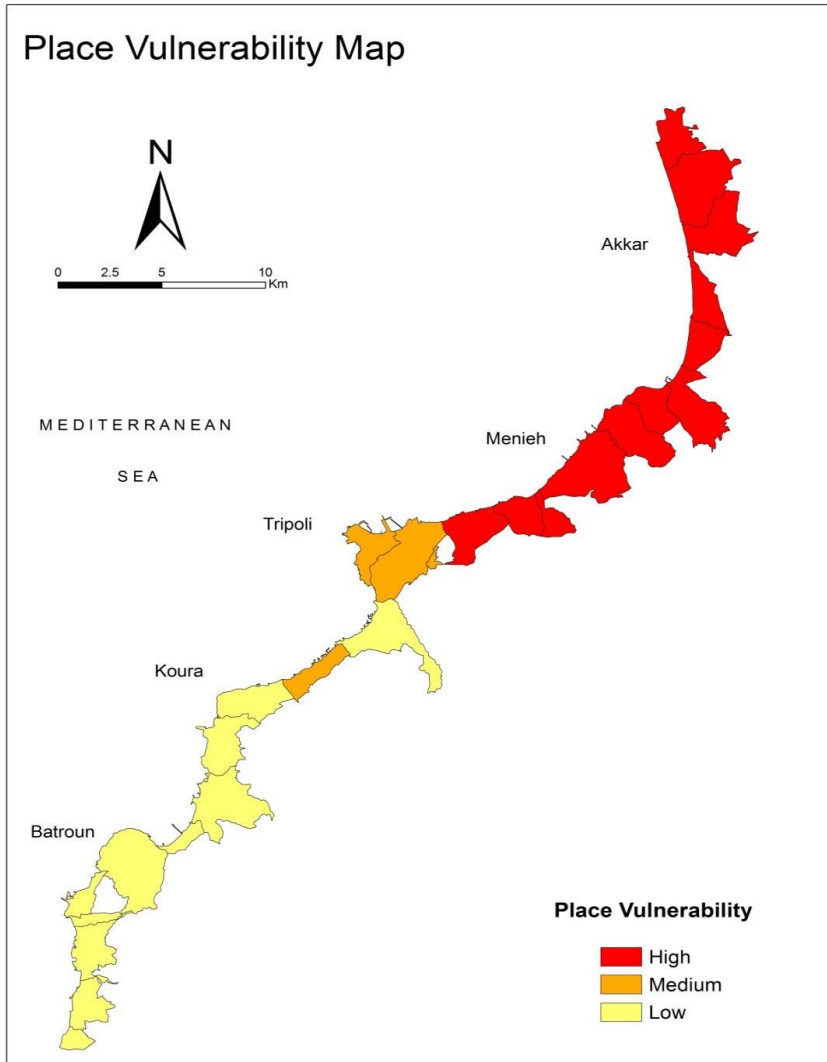 Place Vulnerability Map
N
0 2.5 5 10
Km
Akkar
MEDITERRANEAN
SEA
Menieh
Tripoli
Koura
Batroun
Place Vulnerability
High
Medium
Low